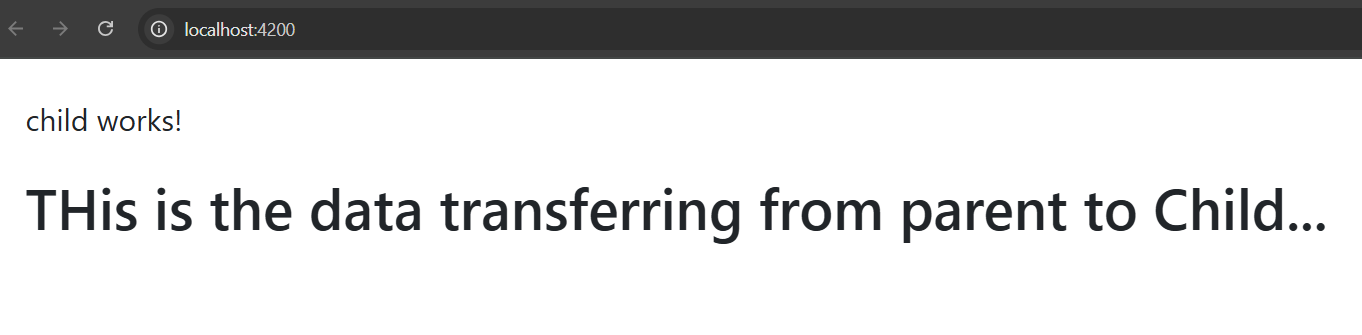 localhost:4200
child works!
THis is the data transferring from parent to Child...